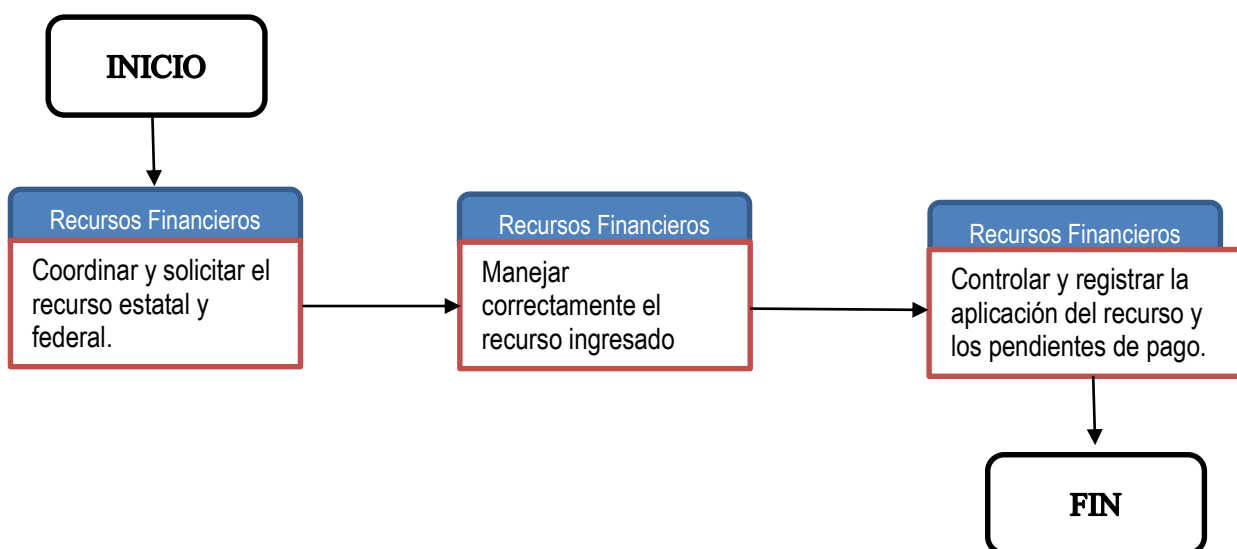 INICIO
Recursos Financieros
Coordinar y solicitar el
recurso estatal y
federal.
Recursos Financieros
Manejar
correctamente el
recurso ingresado
Recursos Financieros
Controlar y registrar la
aplicación del recurso y
los pendientes de pago.
FIN